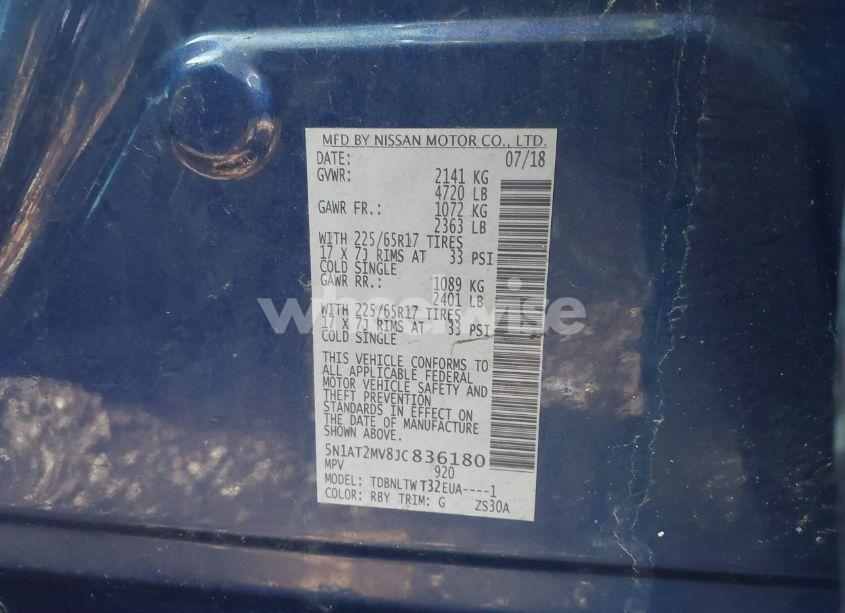 MFD BY NISSAN MOTOR CO., LTD.
DATE: 07/18
GVWR: 2141 KG
4720 LB
GAWR FR.: 1072 KG
2363 LB
WITH 225/65R17 TIRES
17 X 7J RIMS AT 33 PSI
COLD SINGLE
GAWR RR.: 1089 KG
2401 LB
WITH 225/65R17 TIRES
17 X 7J RIMS AT 33 PSI
COLD SINGLE
wheelwise
THIS VEHICLE CONFORMS TO
ALL APPLICABLE FEDERAL
MOTOR VEHICLE SAFETY AND
THEFT PREVENTION
STANDARDS IN EFFECT ON
THE DATE OF MANUFACTURE
SHOWN ABOVE.
5N1AT2MV8JC836180
MPV 920
MODEL: TDBNLTW T32EUA----1
COLOR: RBY TRIM: G ZS30A